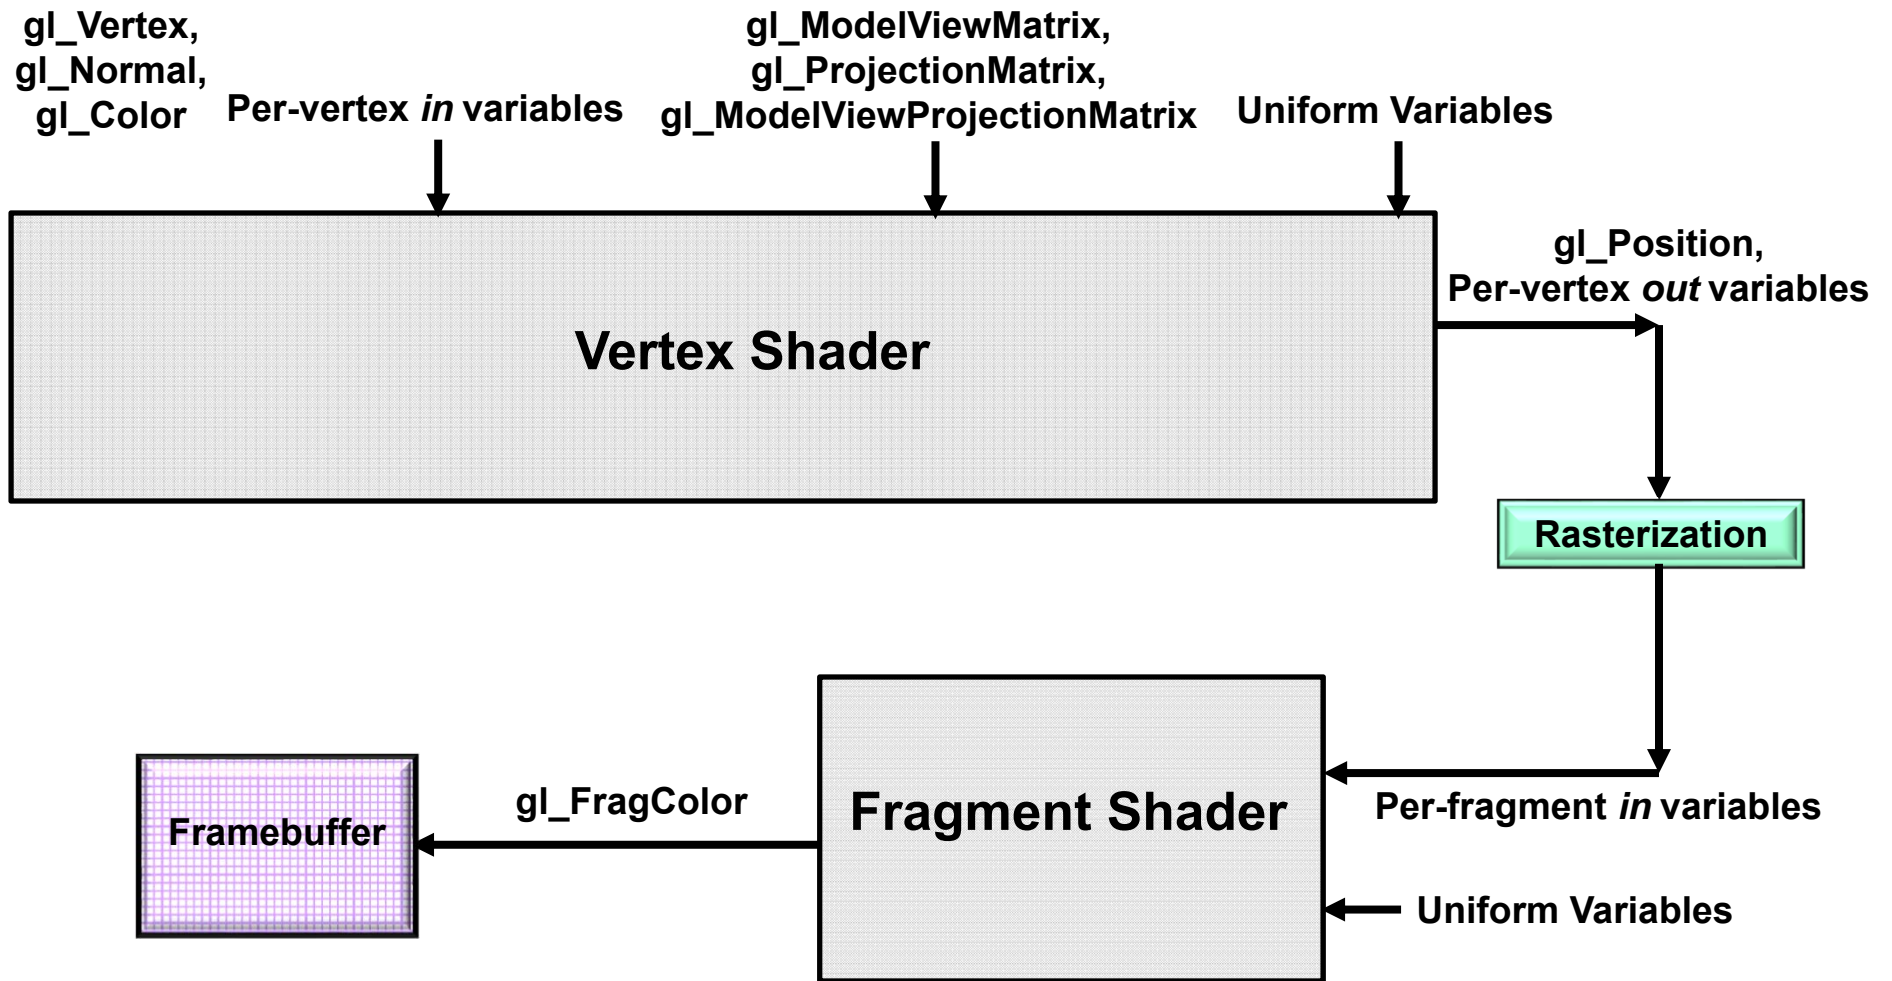 gl_Vertex,
gl_Normal,
gl_Color
Per-vertex in variables
gl_ModelViewMatrix,
gl_ProjectionMatrix,
gl_ModelViewProjectionMatrix
Uniform Variables
Vertex Shader
gl_Position,
Per-vertex out variables
Rasterization
Per-fragment in variables
Uniform Variables
Fragment Shader
gl_FragColor
Framebuffer